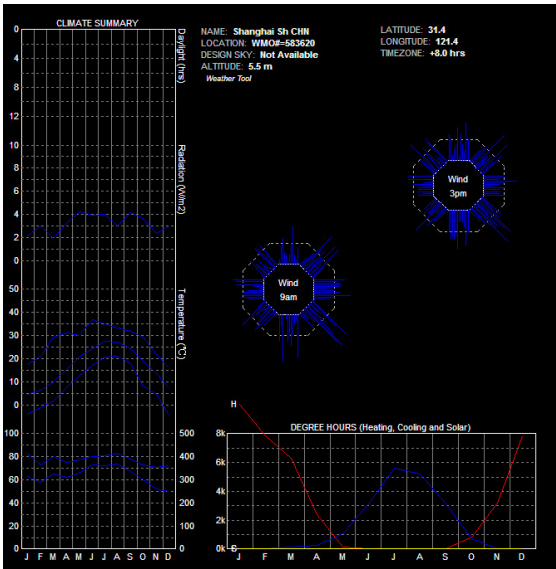 CLIMATE SUMMARY
NAME: Shanghai Sh CHN
LOCATION: WMO#=583620
DESIGN SKY: Not Available
ALTITUDE: 5.5 m
Weather Tool
LATITUDE: 31.4
LONGITUDE: 121.4
TIMEZONE: +8.0 hrs
0
4
8
12
Daylight (hrs)
10
8
6
4
2
0
Radiation (W/m2)
50
40
30
20
10
0
Temperature (°C)
100
80
60
40
20
0
500
400
300
200
100
0
J F M A M J J A S O N D
Wind
3pm
Wind
9am
H
DEGREE HOURS (Heating, Cooling and Solar)
8k
6k
4k
2k
0k
J F M A M J J A S O N D